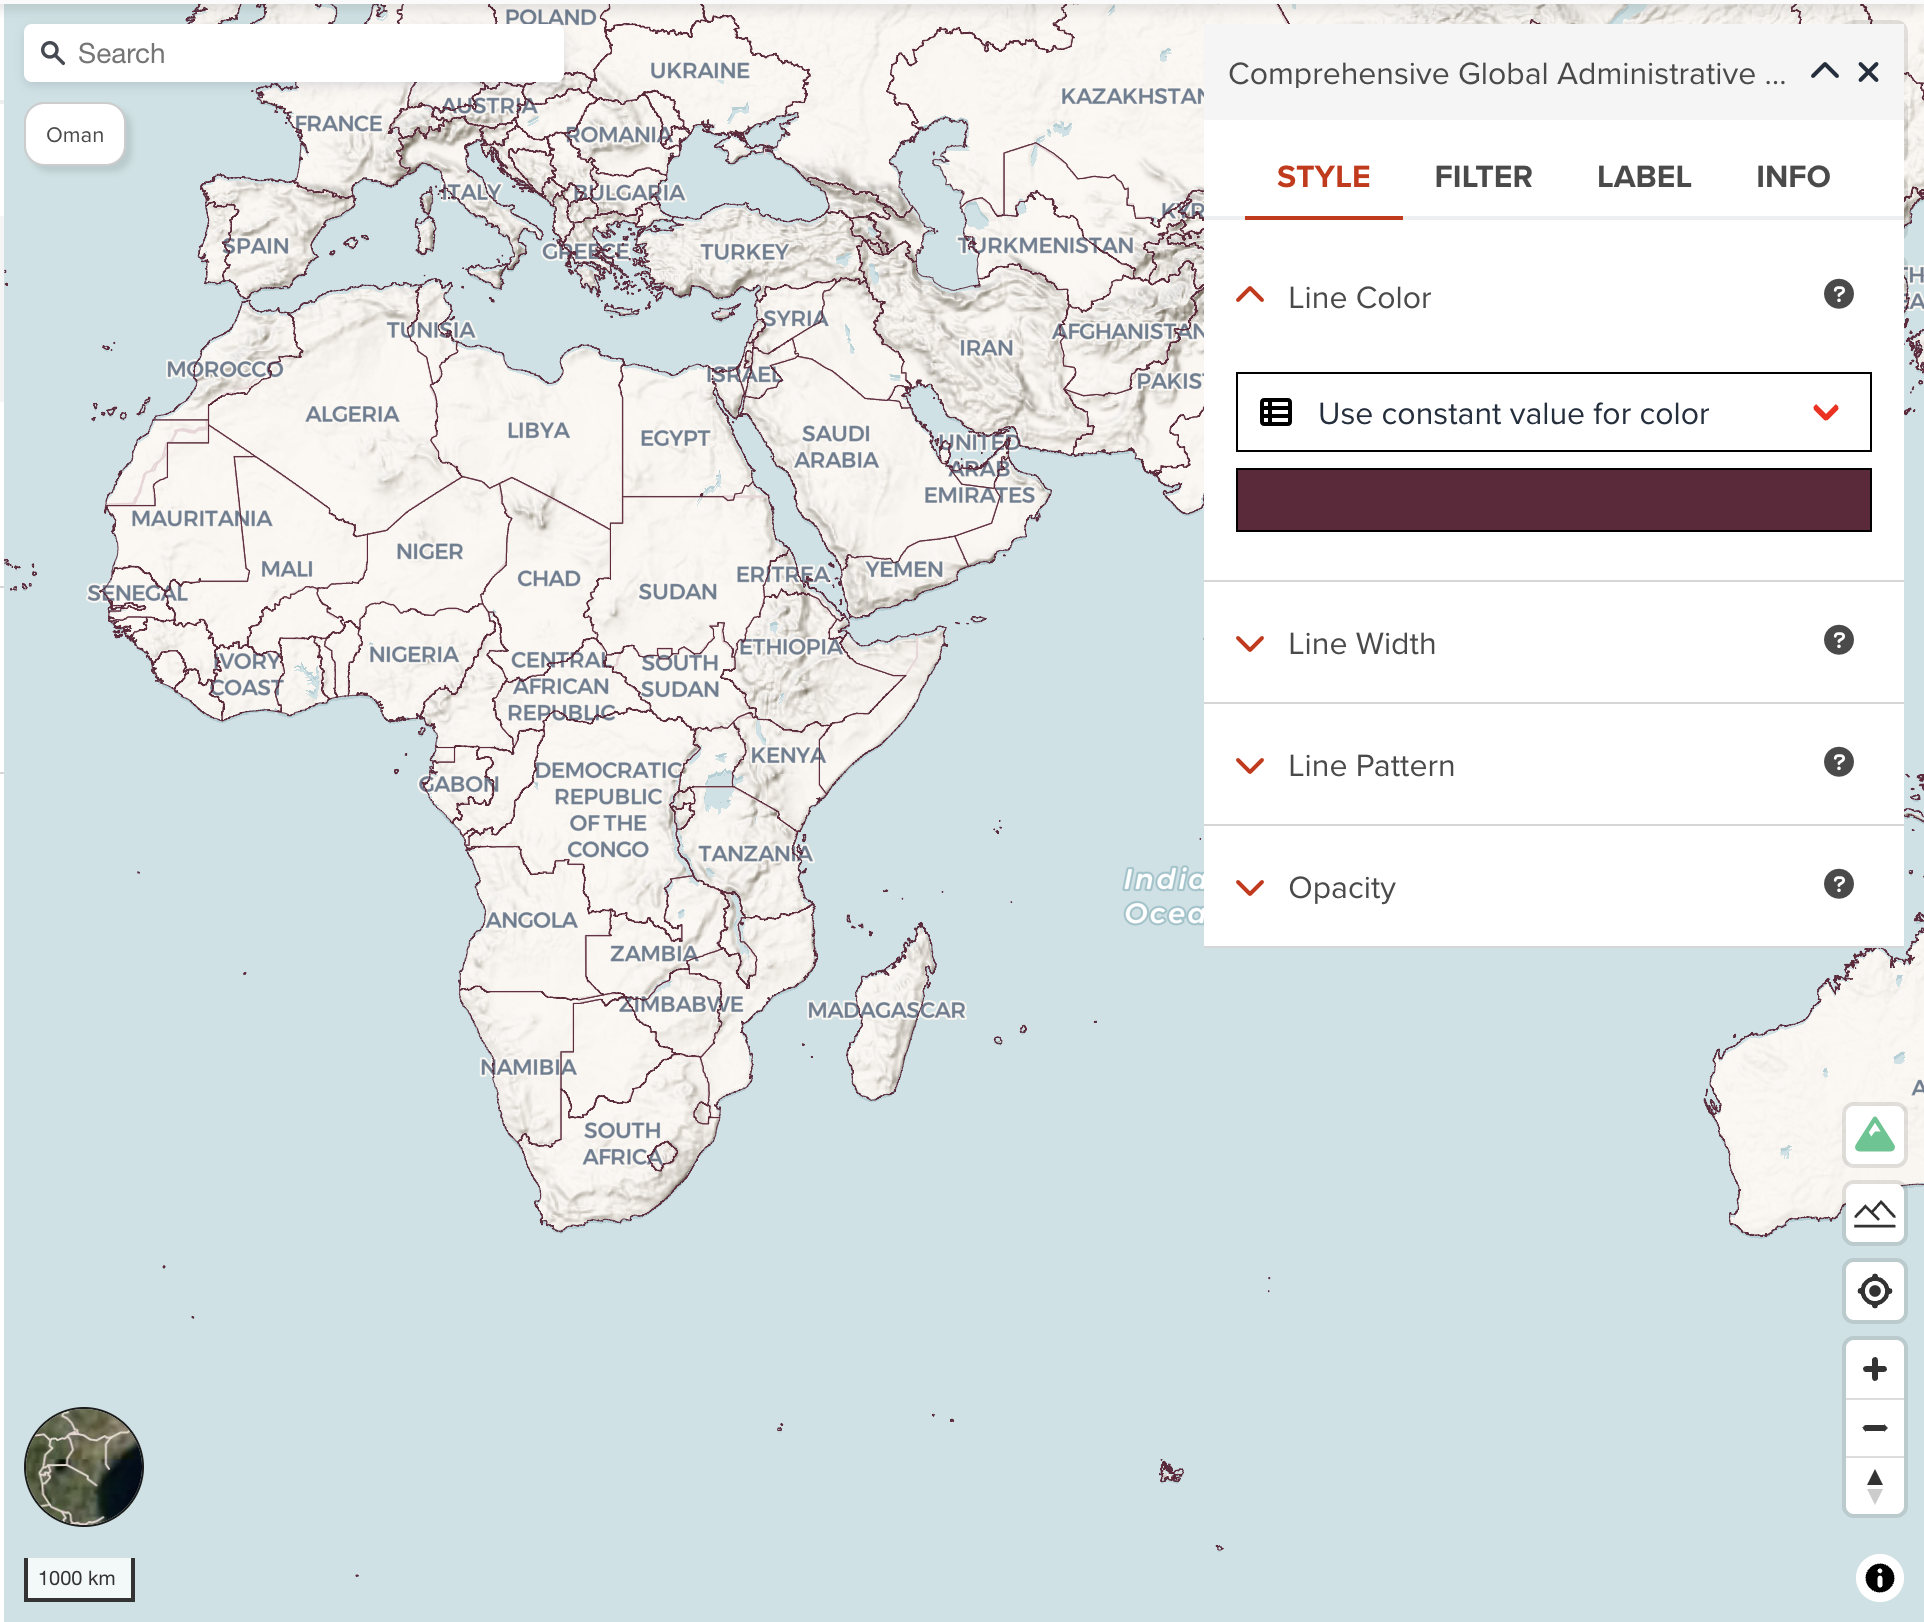 POLAND
Search
UKRAINE
Comprehensive Global Administrative ...
KAZAKHSTAN
AUSTRIA
FRANCE
ROMANIA
Oman
STYLE
FILTER
LABEL
INFO
ITALY
BULGARIA
KYR
SPAIN
GREECE
TURKEY
TURKMENISTAN
Line Color
SYRIA
TUNISIA
AFGHANISTAN
IRAN
MOROCCO
ISRAEL
PAKIS
ALGERIA
LIBYA
EGYPT
SAUDI
ARABIA
Use constant value for color
UNITED
ARAB
EMIRATES
MAURITANIA
NIGER
MALI
CHAD
ERITREA
YEMEN
SENEGAL
SUDAN
ETHIOPIA
Line Width
NIGERIA
IVORY
COAST
CENTRAL
AFRICAN
REPUBLIC
SOUTH
SUDAN
KENYA
Line Pattern
GABON
DEMOCRATIC
REPUBLIC
OF THE
CONGO
TANZANIA
India
Ocea
Opacity
ANGOLA
ZAMBIA
ZIMBABWE
MADAGASCAR
NAMIBIA
A
SOUTH
AFRICA
1000 km